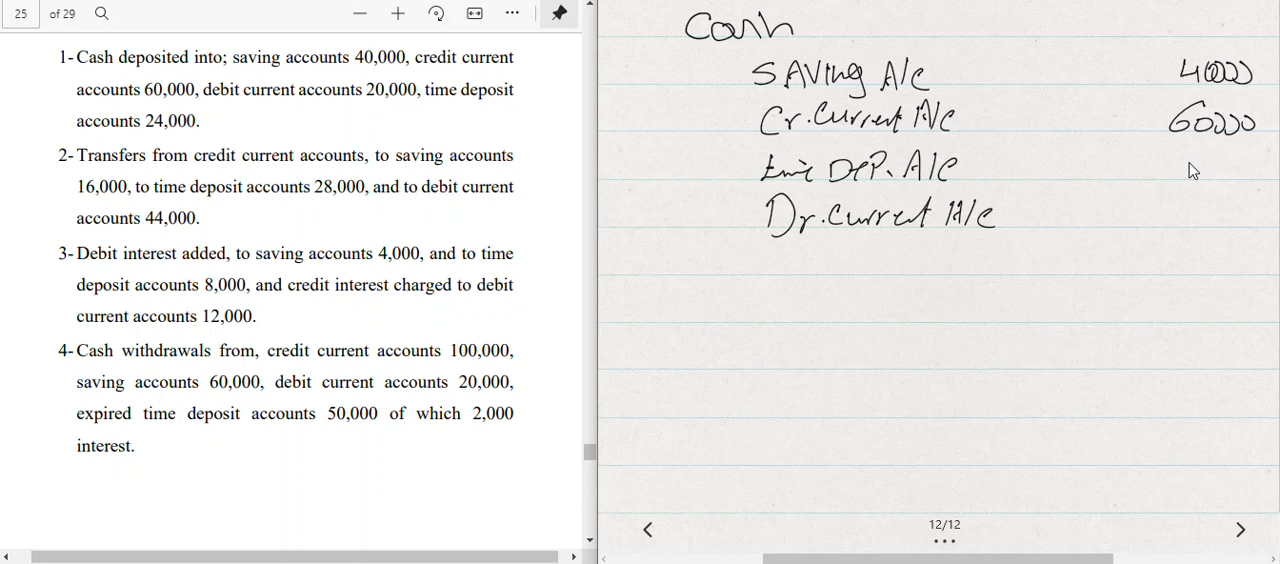 25 of 29
1- Cash deposited into; saving accounts 40,000, credit current
accounts 60,000, debit current accounts 20,000, time deposit
accounts 24,000.
2- Transfers from credit current accounts, to saving accounts
16,000, to time deposit accounts 28,000, and to debit current
accounts 44,000.
3- Debit interest added, to saving accounts 4,000, and to time
deposit accounts 8,000, and credit interest charged to debit
current accounts 12,000.
4- Cash withdrawals from, credit current accounts 100,000,
saving accounts 60,000, debit current accounts 20,000,
expired time deposit accounts 50,000 of which 2,000
interest.
Cash
SAVing A/c 40000
Cr. Current A/c 60000
Dep. A/c
Dr. Current A/c
12/12